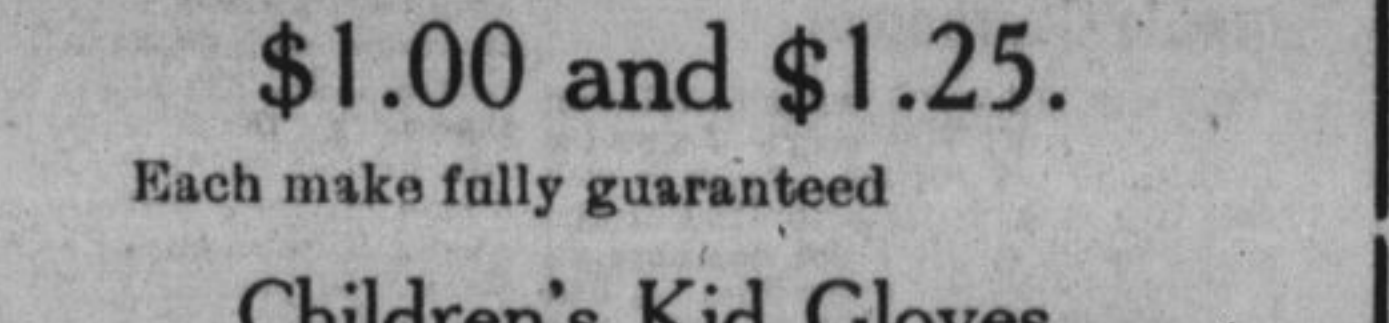 $1.00 and $1.25.
Each make fully guaranteed
Children's Kid Gloves